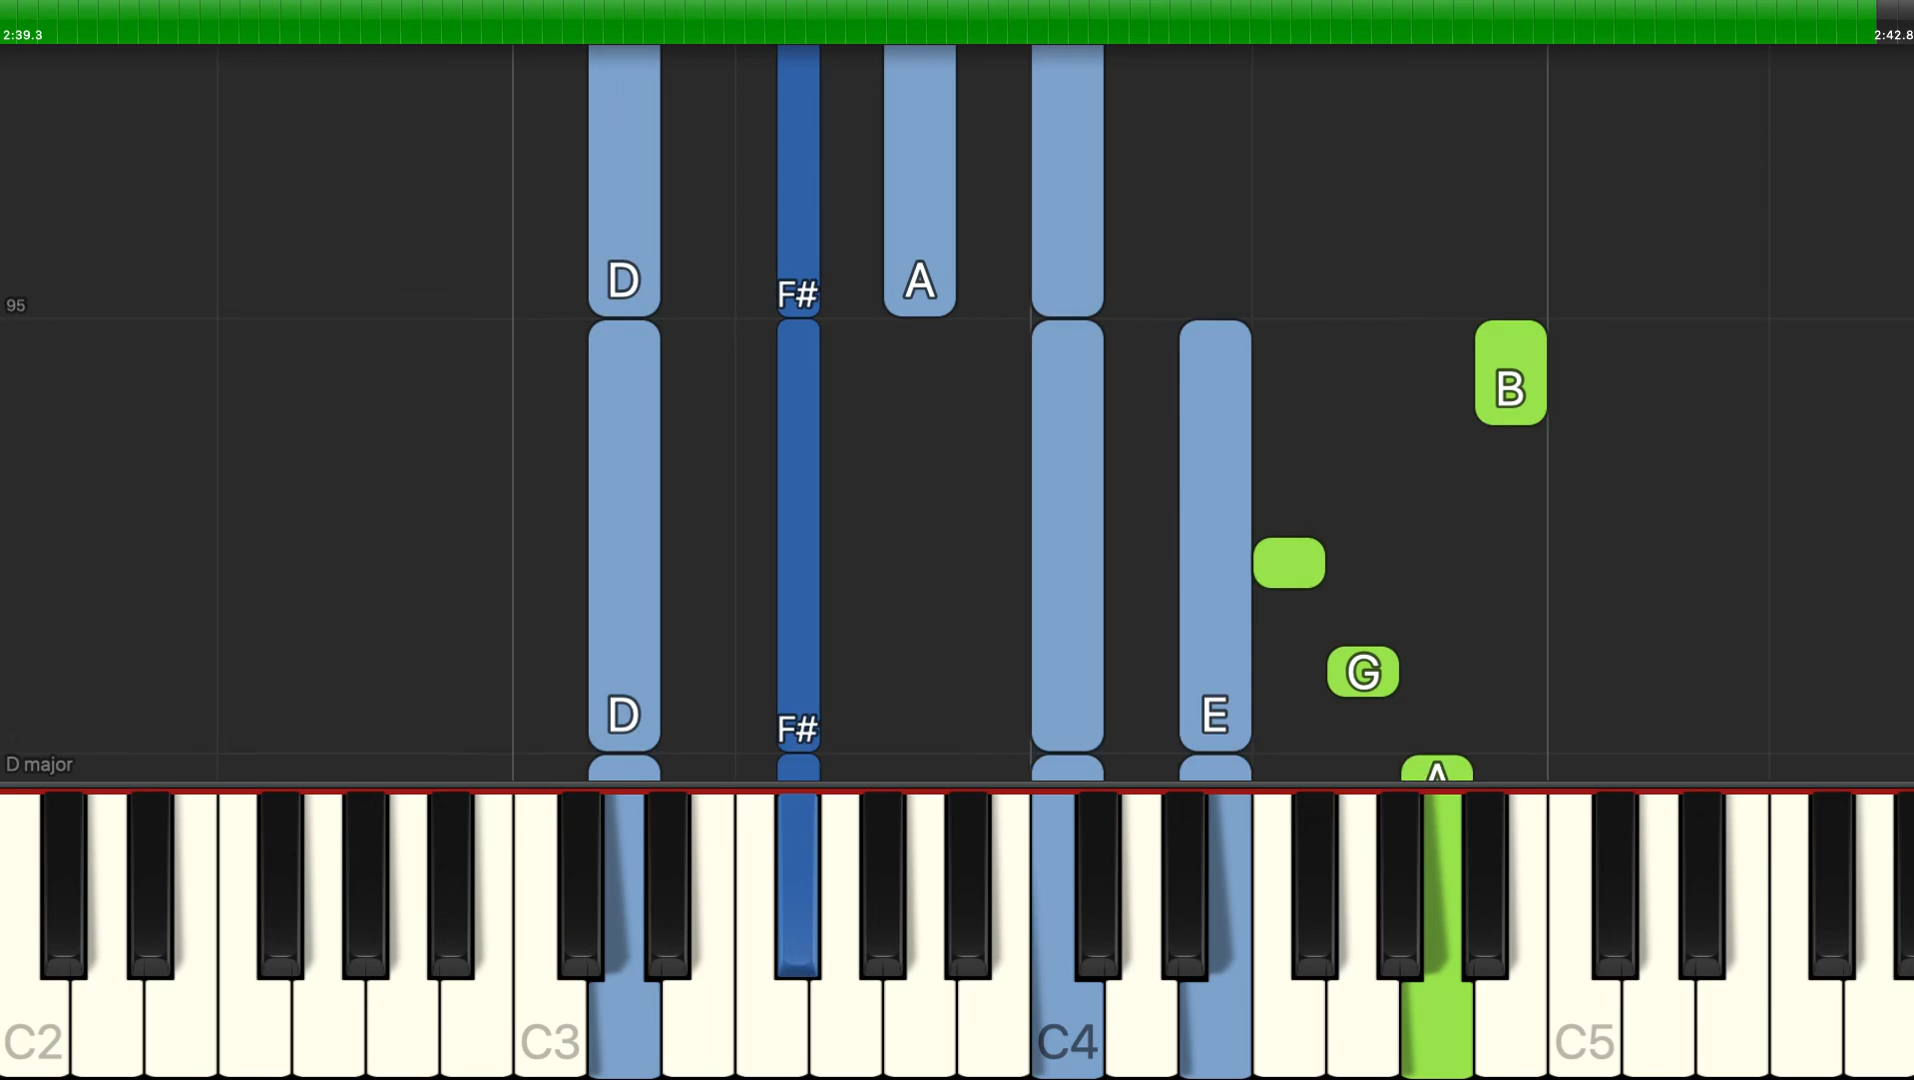 2:39.3
2:42.8
D F# A
95
B
G
D F# E
D major
A
C2 C3 C4 C5